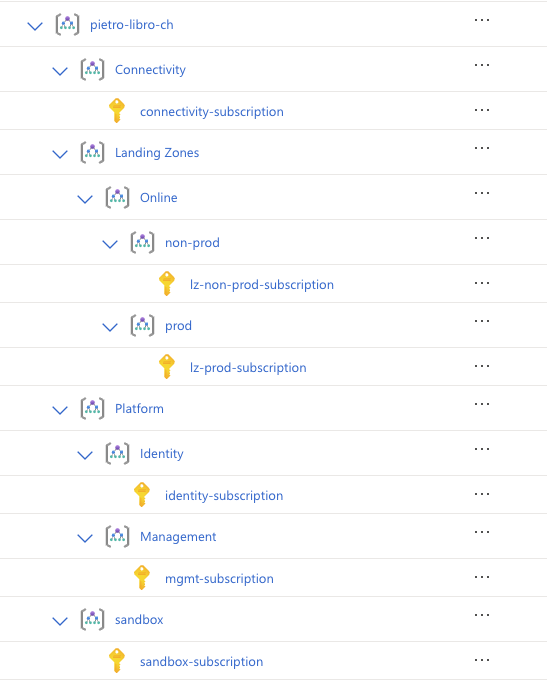 pietro-libro-ch
Connectivity
connectivity-subscription
Landing Zones
Online
non-prod
lz-non-prod-subscription
prod
lz-prod-subscription
Platform
Identity
identity-subscription
Management
mgmt-subscription
sandbox
sandbox-subscription